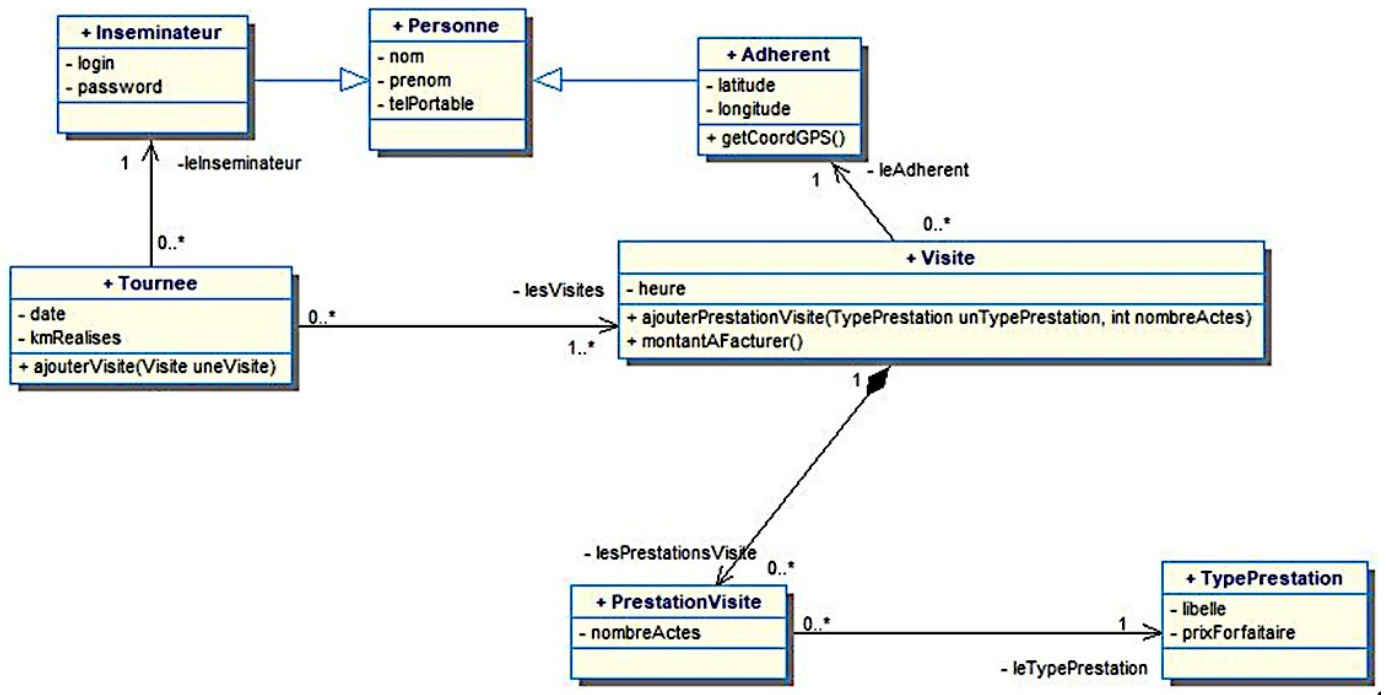 + Inseminateur
- login
- password
+ Personne
- nom
- prenom
- telPortable
+ Adherent
- latitude
- longitude
+ getCoordGPS()
1
-leInseminateur
0..*
1
- leAdherent
0..*
+ Tournee
- date
- kmRealises
+ ajouterVisite(Visite uneVisite)
0..*
- lesVisites
1..*
+ Visite
- heure
+ ajouterPrestationVisite(TypePrestation unTypePrestation, int nombreActes)
+ montantAFacturer()
1
- lesPrestationsVisite
0..*
+ PrestationVisite
- nombreActes
0..*
1
- leTypePrestation
+ TypePrestation
- libelle
- prixForfaitaire